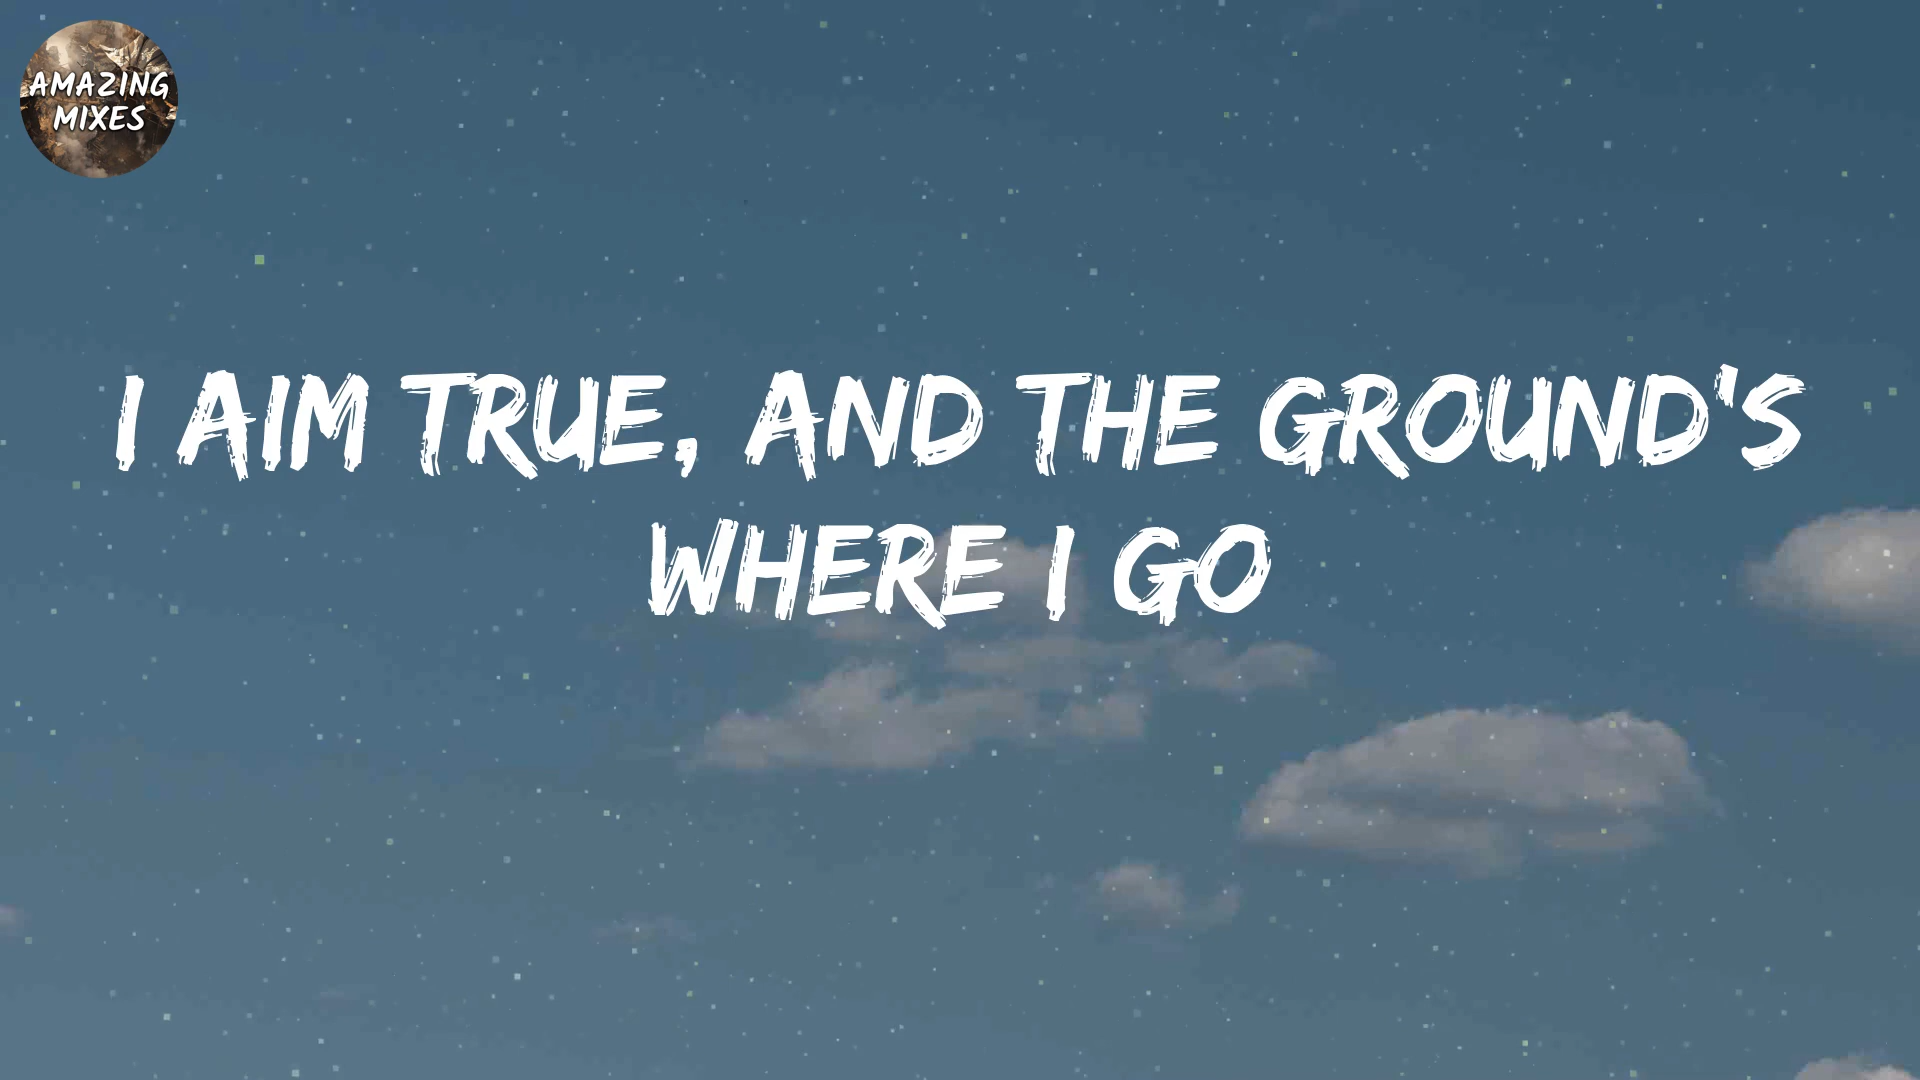 AMAZING
MIXES
I AIM TRUE, AND THE GROUND'S
WHERE I GO